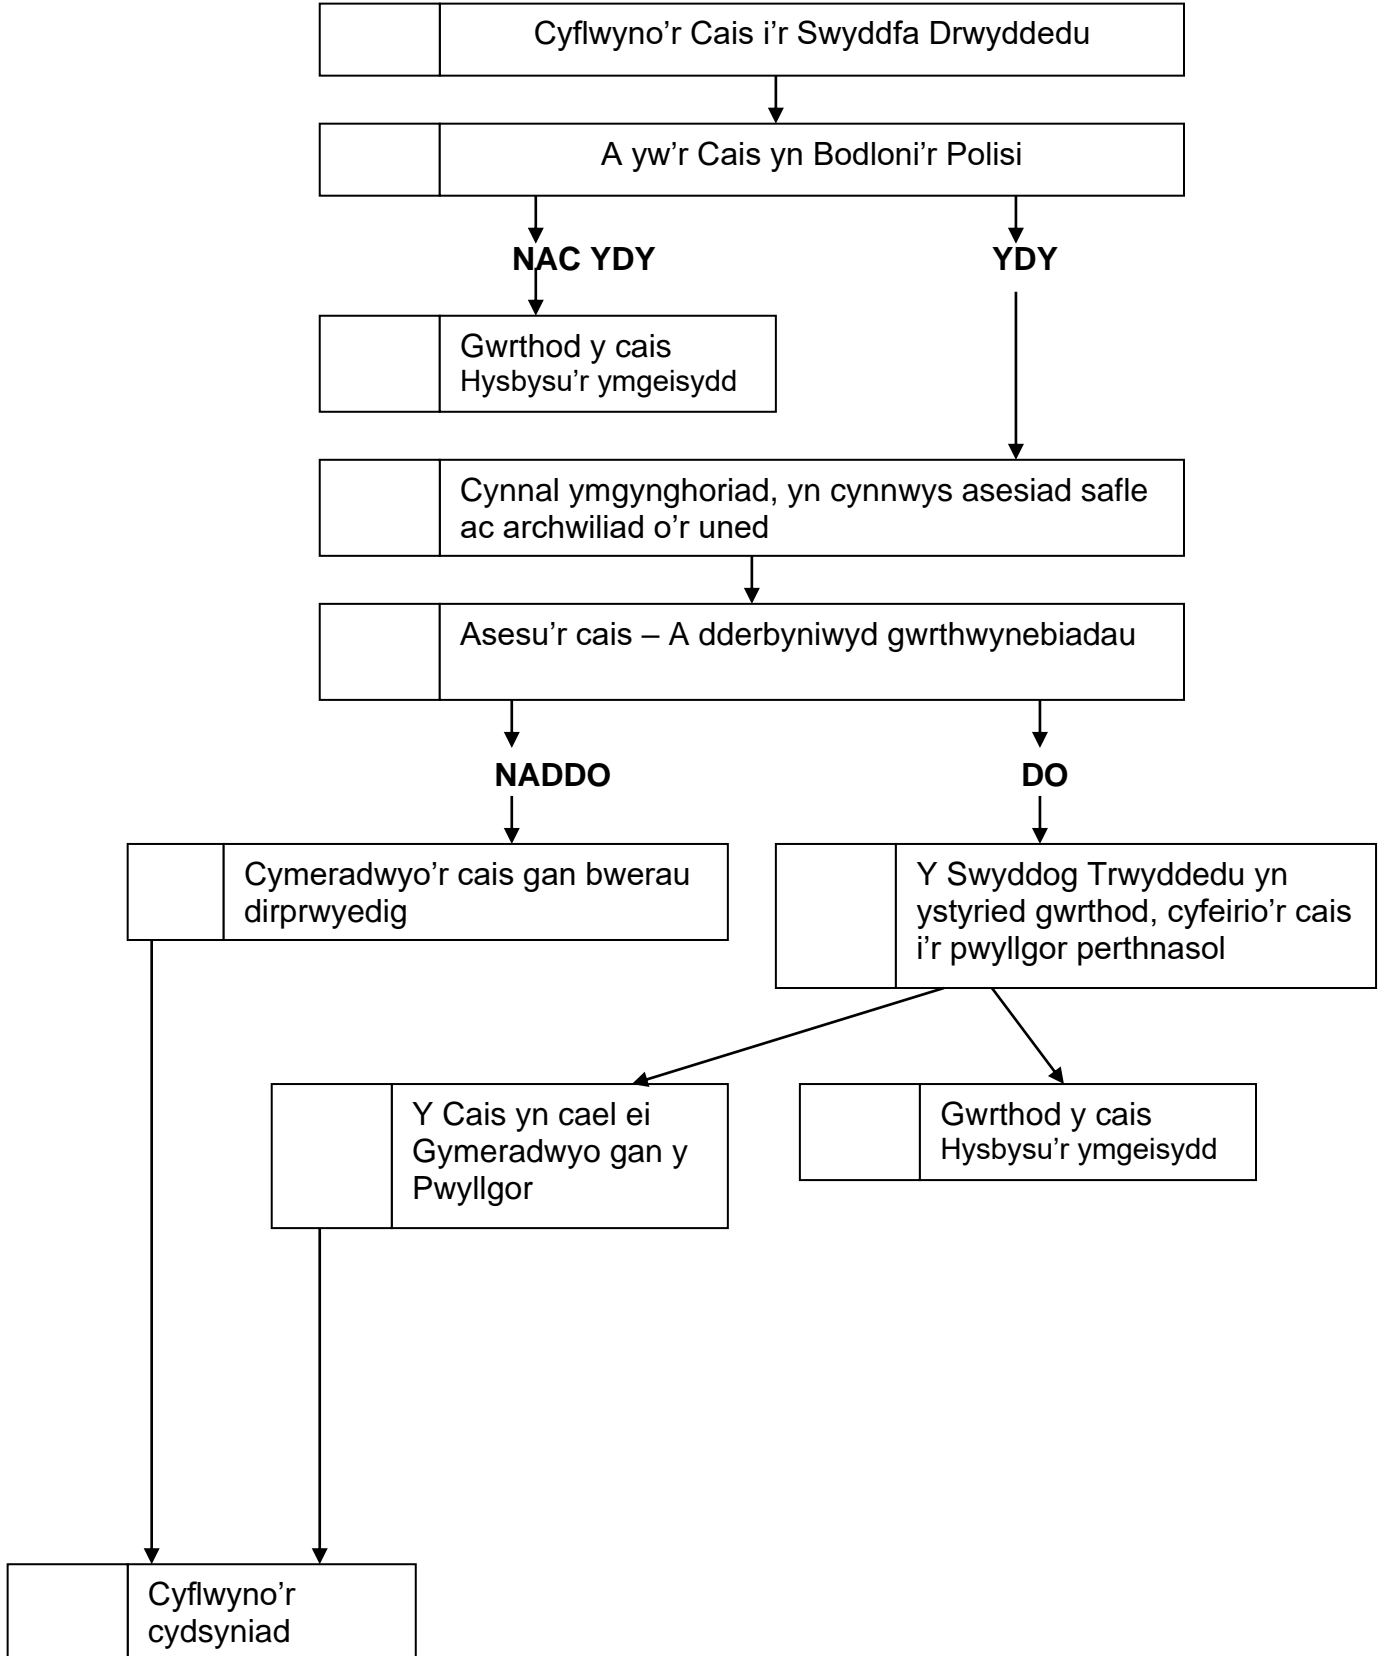 Cyflwyno’r Cais i’r Swyddfa Drwyddedu
A yw’r Cais yn Bodloni’r Polisi
NAC YDY
YDY
Gwrthod y cais
Hysbysu’r ymgeisydd
Cynnal ymgynghoriad, yn cynnwys asesiad safle
ac archwiliad o’r uned
Asesu’r cais – A dderbyniwyd gwrthwynebiadau
NADDO
DO
Cymeradwyo’r cais gan bwerau
dirprwyedig
Y Swyddog Trwyddedu yn
ystyried gwrthod, cyfeirio’r cais
i’r pwyllgor perthnasol
Y Cais yn cael ei
Gymeradwyo gan y
Pwyllgor
Gwrthod y cais
Hysbysu’r ymgeisydd
Cyflwyno’r
cydsyniad